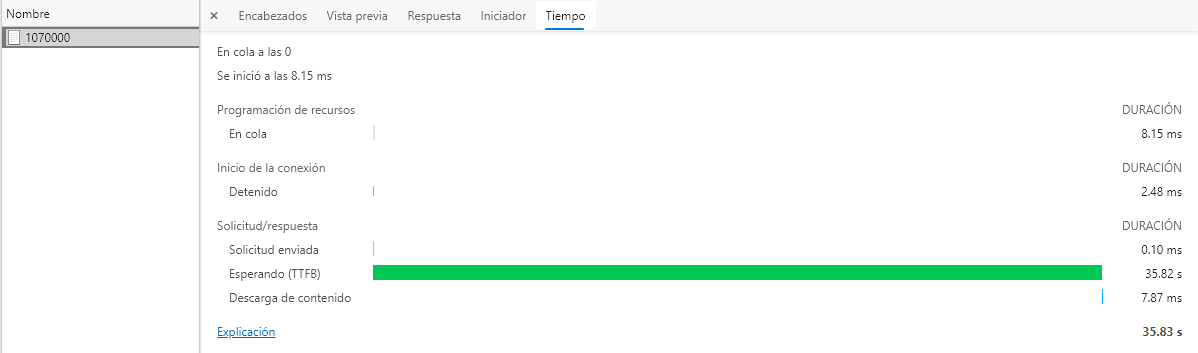 Nombre
× Encabezados Vista previa Respuesta Iniciador Tiempo
1070000
En cola a las 0
Se inició a las 8.15 ms
Programación de recursos DURACIÓN
En cola 8.15 ms
Inicio de la conexión DURACIÓN
Detenido 2.48 ms
Solicitud/respuesta DURACIÓN
Solicitud enviada 0.10 ms
Esperando (TTFB) 35.82 s
Descarga de contenido 7.87 ms
Explicación 35.83 s